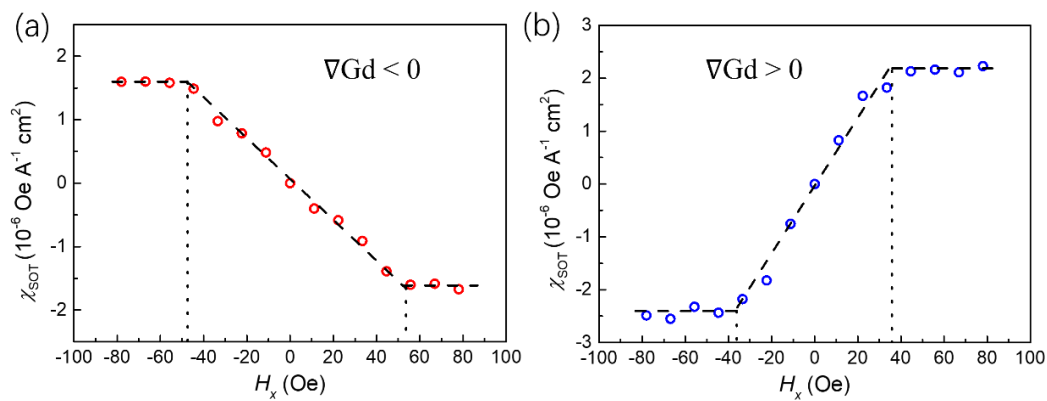 (a)
∇Gd < 0
χSOT (10⁻⁶ Oe A⁻¹ cm²)
2
1
0
-1
-2
-100 -80 -60 -40 -20 0 20 40 60 80 100
Hx (Oe)
(b)
∇Gd > 0
χSOT (10⁻⁶ Oe A⁻¹ cm²)
3
2
1
0
-1
-2
-3
-100 -80 -60 -40 -20 0 20 40 60 80 100
Hx (Oe)